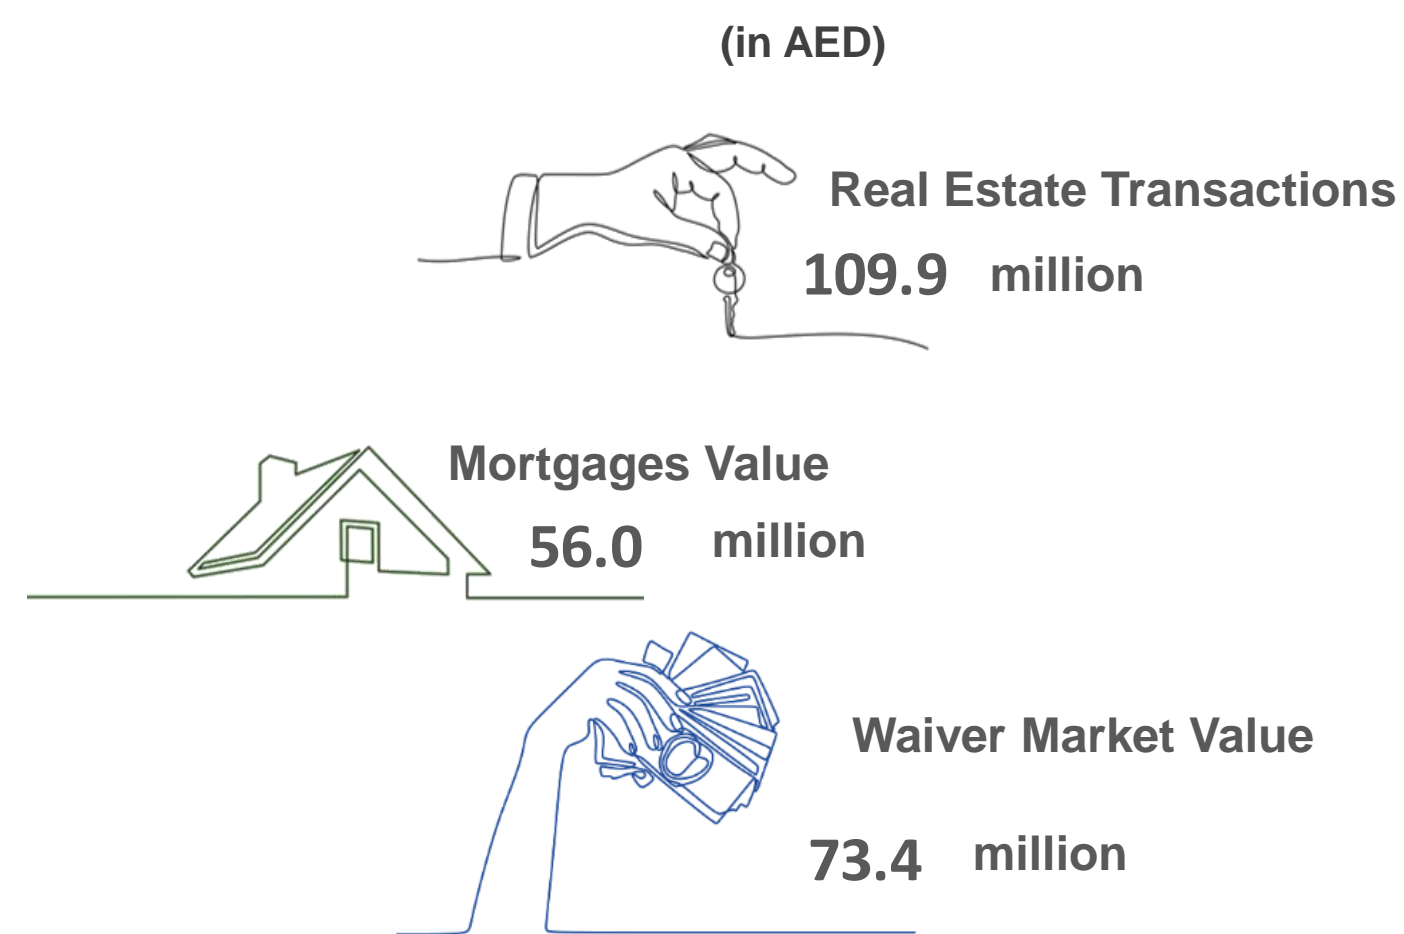 (in AED)
Real Estate Transactions
109.9 million
Mortgages Value
56.0 million
Waiver Market Value
73.4 million